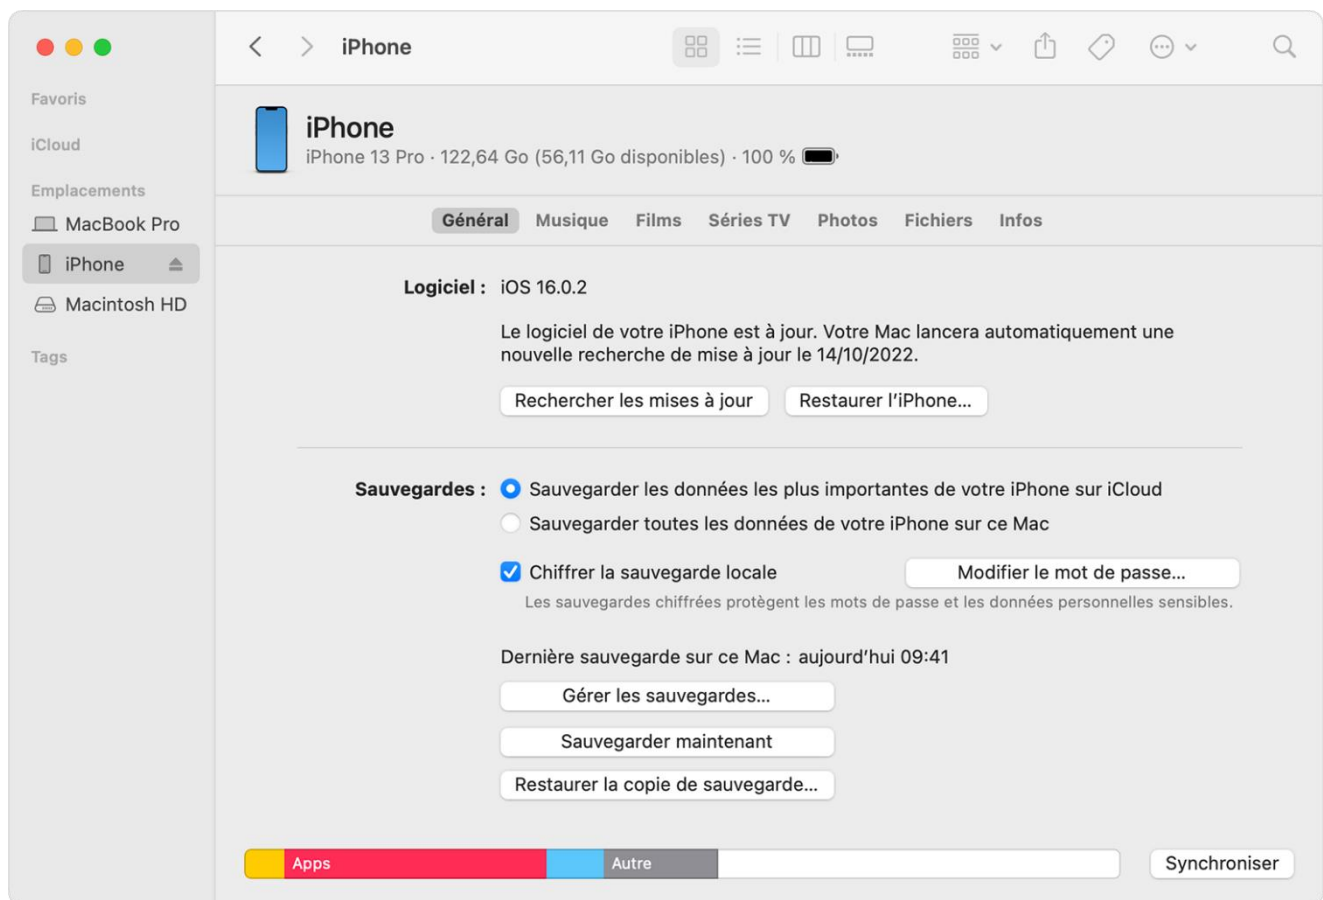 iPhone
Favoris
iCloud
Emplacements
MacBook Pro
iPhone
Macintosh HD
Tags
iPhone
iPhone 13 Pro · 122,64 Go (56,11 Go disponibles) · 100 %
Général Musique Films Séries TV Photos Fichiers Infos
Logiciel : iOS 16.0.2
Le logiciel de votre iPhone est à jour. Votre Mac lancera automatiquement une
nouvelle recherche de mise à jour le 14/10/2022.
Rechercher les mises à jour Restaurer l’iPhone…
Sauvegardes : Sauvegarder les données les plus importantes de votre iPhone sur iCloud
Sauvegarder toutes les données de votre iPhone sur ce Mac
Chiffrer la sauvegarde locale Modifier le mot de passe…
Les sauvegardes chiffrées protègent les mots de passe et les données personnelles sensibles.
Dernière sauvegarde sur ce Mac : aujourd’hui 09:41
Gérer les sauvegardes…
Sauvegarder maintenant
Restaurer la copie de sauvegarde…
Apps Autre Synchroniser